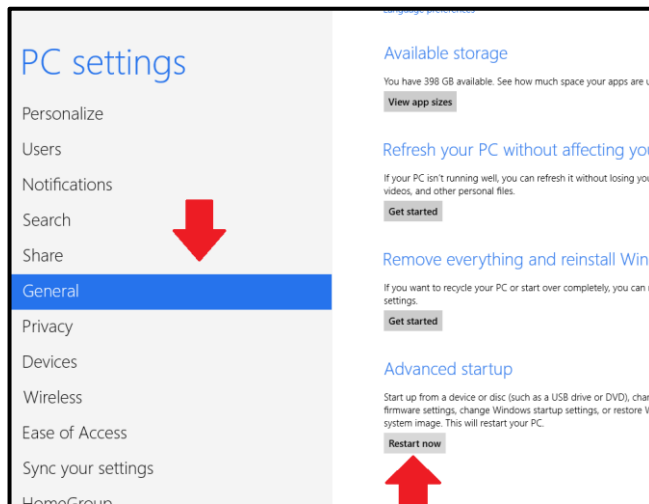 Language preferences
PC settings
Personalize
Users
Notifications
Search
Share
General
Privacy
Devices
Wireless
Ease of Access
Sync your settings
HomeGroup
Available storage
You have 398 GB available. See how much space your apps are u
View app sizes
Refresh your PC without affecting you
If your PC isn't running well, you can refresh it without losing you
videos, and other personal files.
Get started
Remove everything and reinstall Win
If you want to recycle your PC or start over completely, you can
settings.
Get started
Advanced startup
Start up from a device or disc (such as a USB drive or DVD), chan
firmware settings, change Windows startup settings, or restore W
system image. This will restart your PC.
Restart now